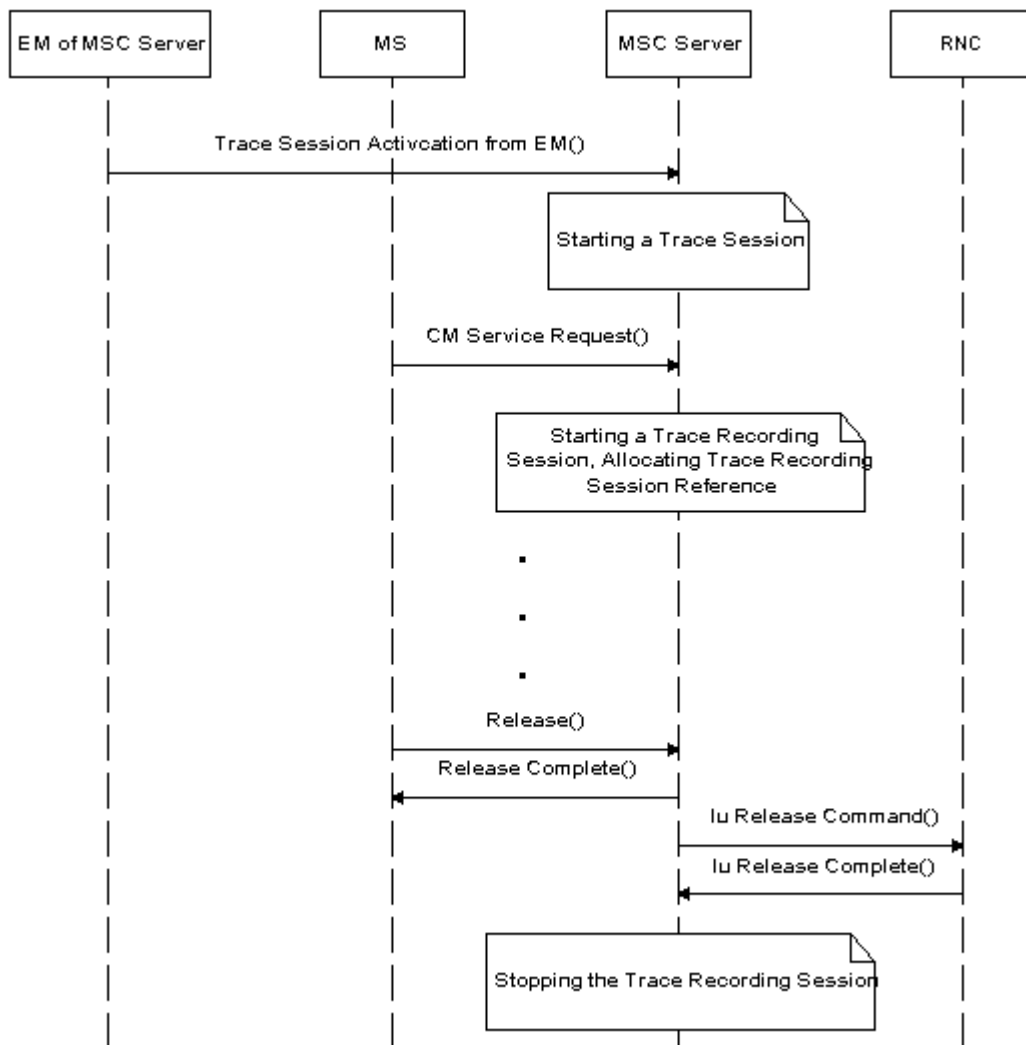 EM of MSC Server
MS
MSC Server
RNC
Trace Session Activcation from EM()
Starting a Trace Session
CM Service Request()
Starting a Trace Recording
Session, Allocating Trace Recording
Session Reference
Release()
Release Complete()
Iu Release Command()
Iu Release Complete()
Stopping the Trace Recording Session